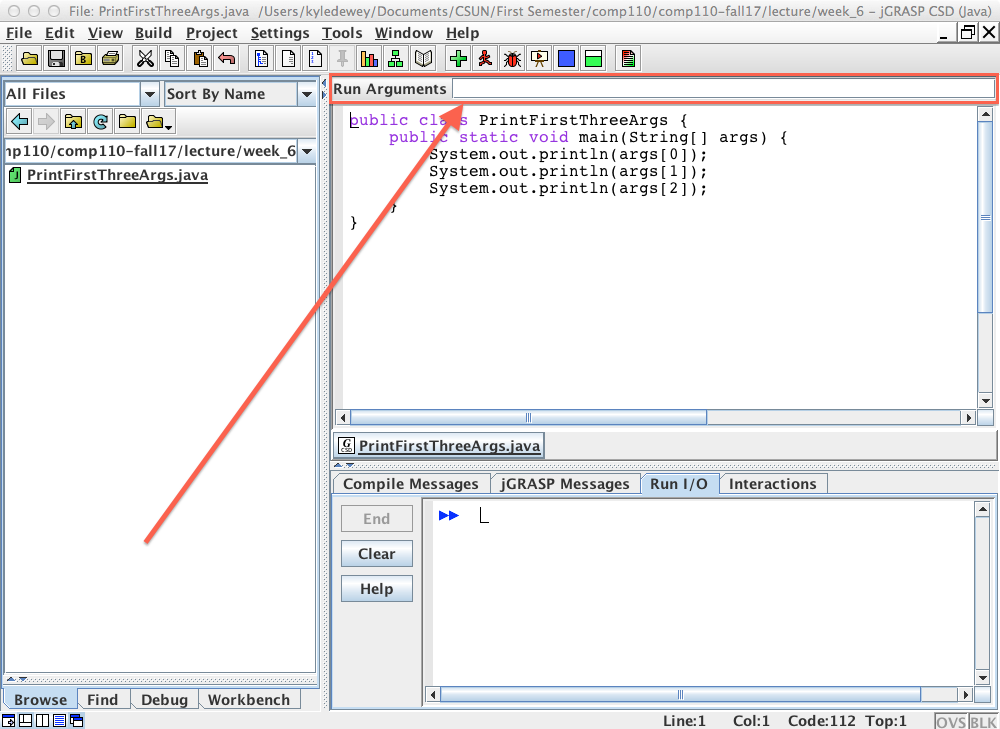 File: PrintFirstThreeArgs.java /Users/kyledewey/Documents/CSUN/First Semester/comp110/comp110-fall17/lecture/week_6 – jGRASP CSD (Java)
File Edit View Build Project Settings Tools Window Help
All Files Sort By Name
mp110/comp110-fall17/lecture/week_6
PrintFirstThreeArgs.java
Run Arguments
public class PrintFirstThreeArgs {
    public static void main(String[] args) {
        System.out.println(args[0]);
        System.out.println(args[1]);
        System.out.println(args[2]);
    }
}
PrintFirstThreeArgs.java
Compile Messages jGRASP Messages Run I/O Interactions
End
Clear
Help
Browse Find Debug Workbench
Line:1 Col:1 Code:112 Top:1 OVS BLK